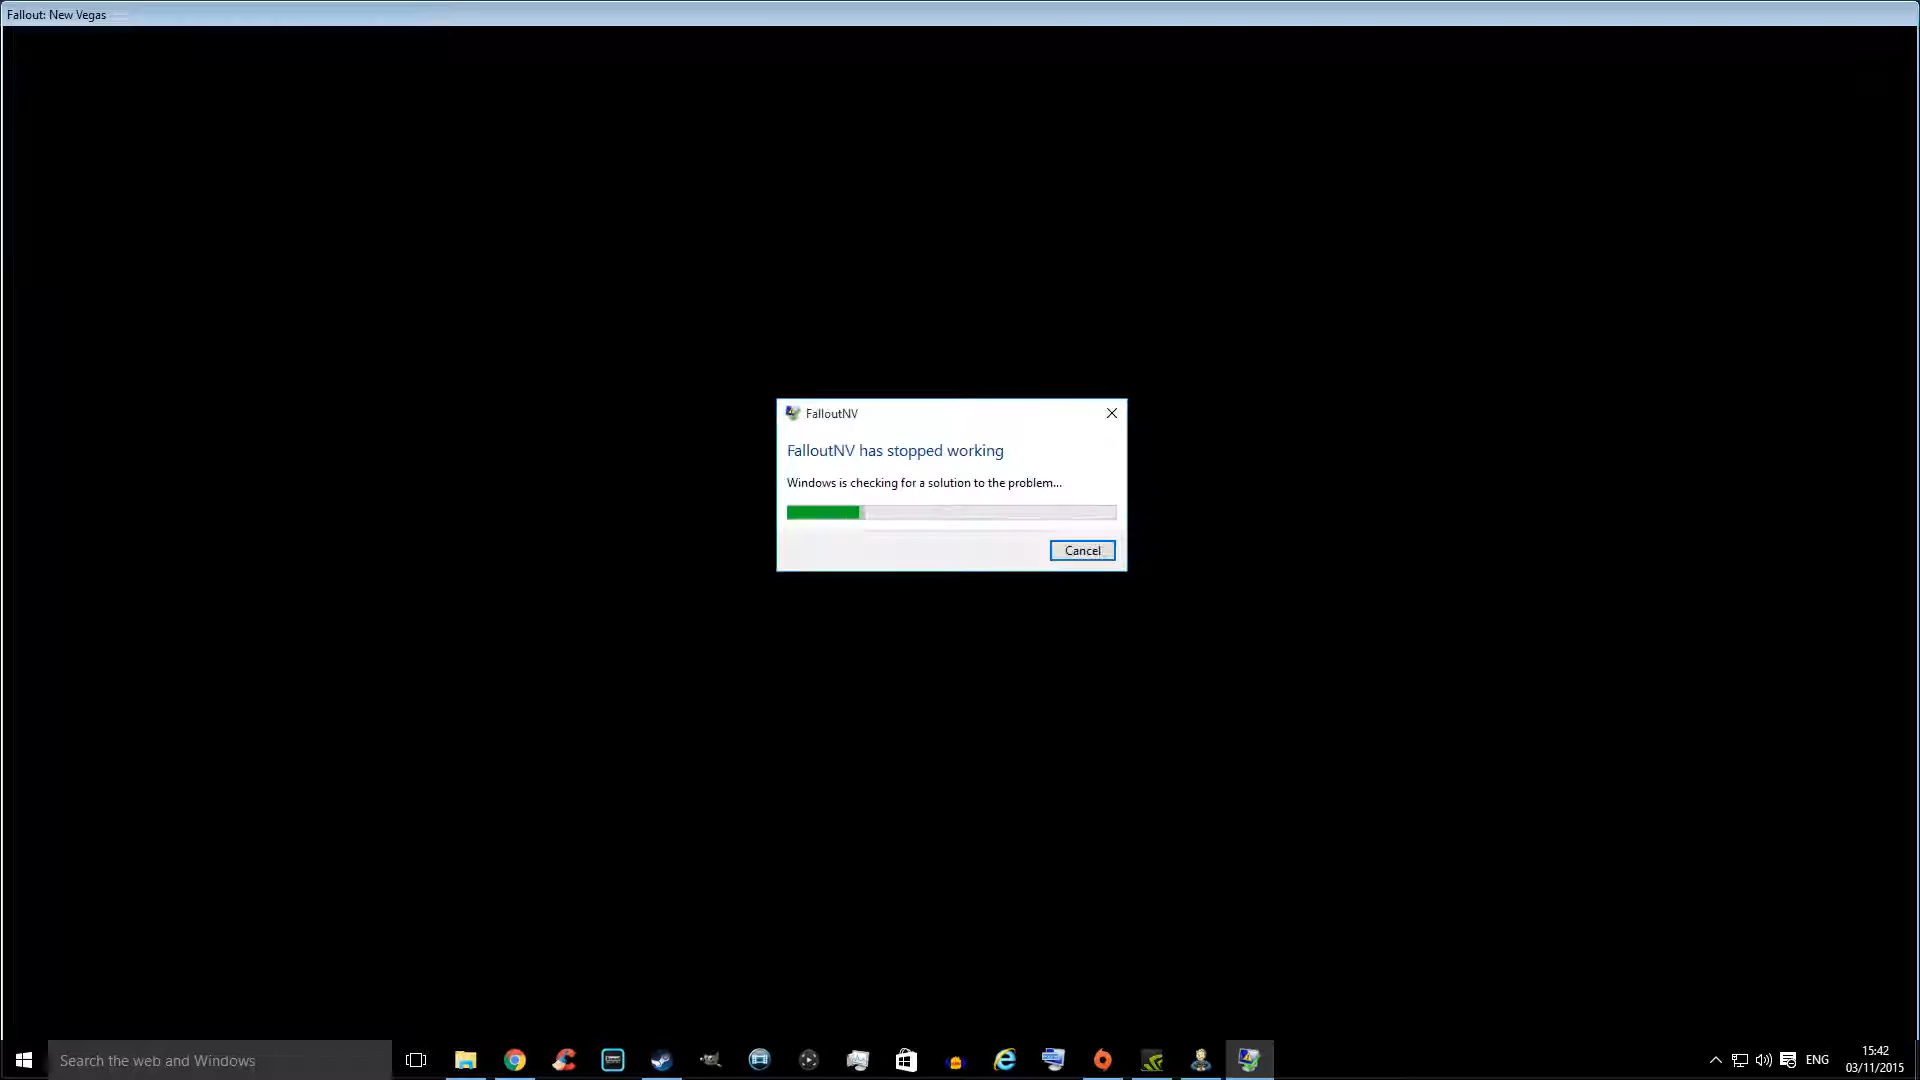 Fallout: New Vegas
FalloutNV
FalloutNV has stopped working
Windows is checking for a solution to the problem...
Cancel
Search the web and Windows
ENG
15:42
03/11/2015